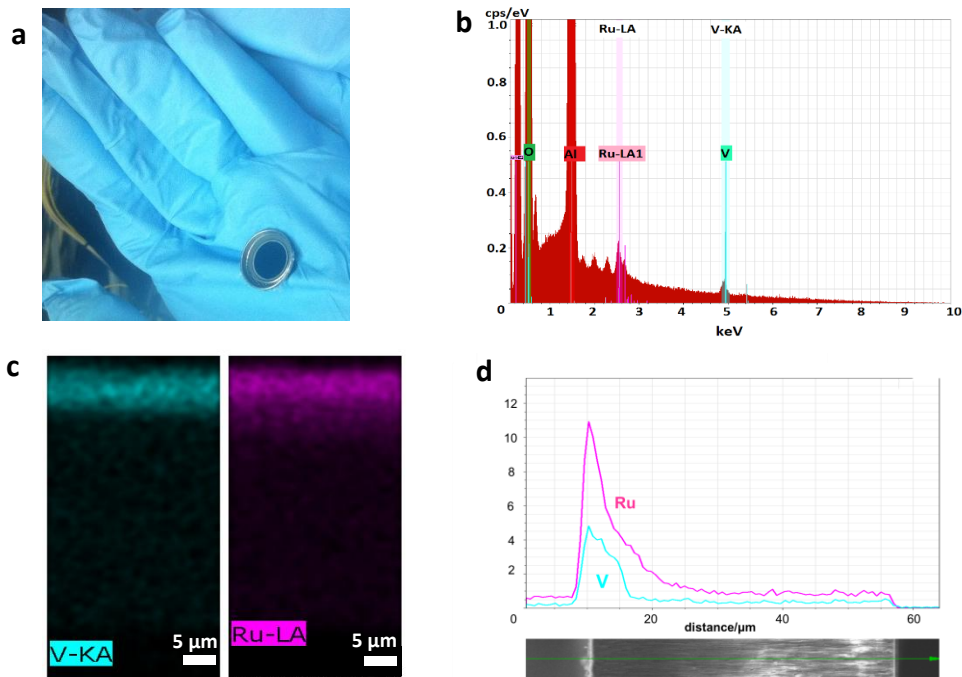 a
b
cps/eV
1.0
0.8
0.6
0.4
0.2
0
Ru-LA
V-KA
O
Al
Ru-LA1
V
0 1 2 3 4 5 6 7 8 9 10
keV
c
V-KA
5 µm
Ru-LA
5 µm
d
12
10
8
6
4
2
0
Ru
V
20 40 60
distance/µm